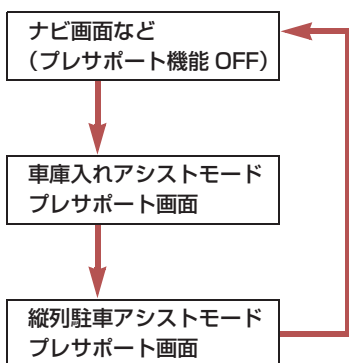 ナビ画面など
（プレサポート機能 OFF）
車庫入れアシストモード
プレサポート画面
縦列駐車アシストモード
プレサポート画面